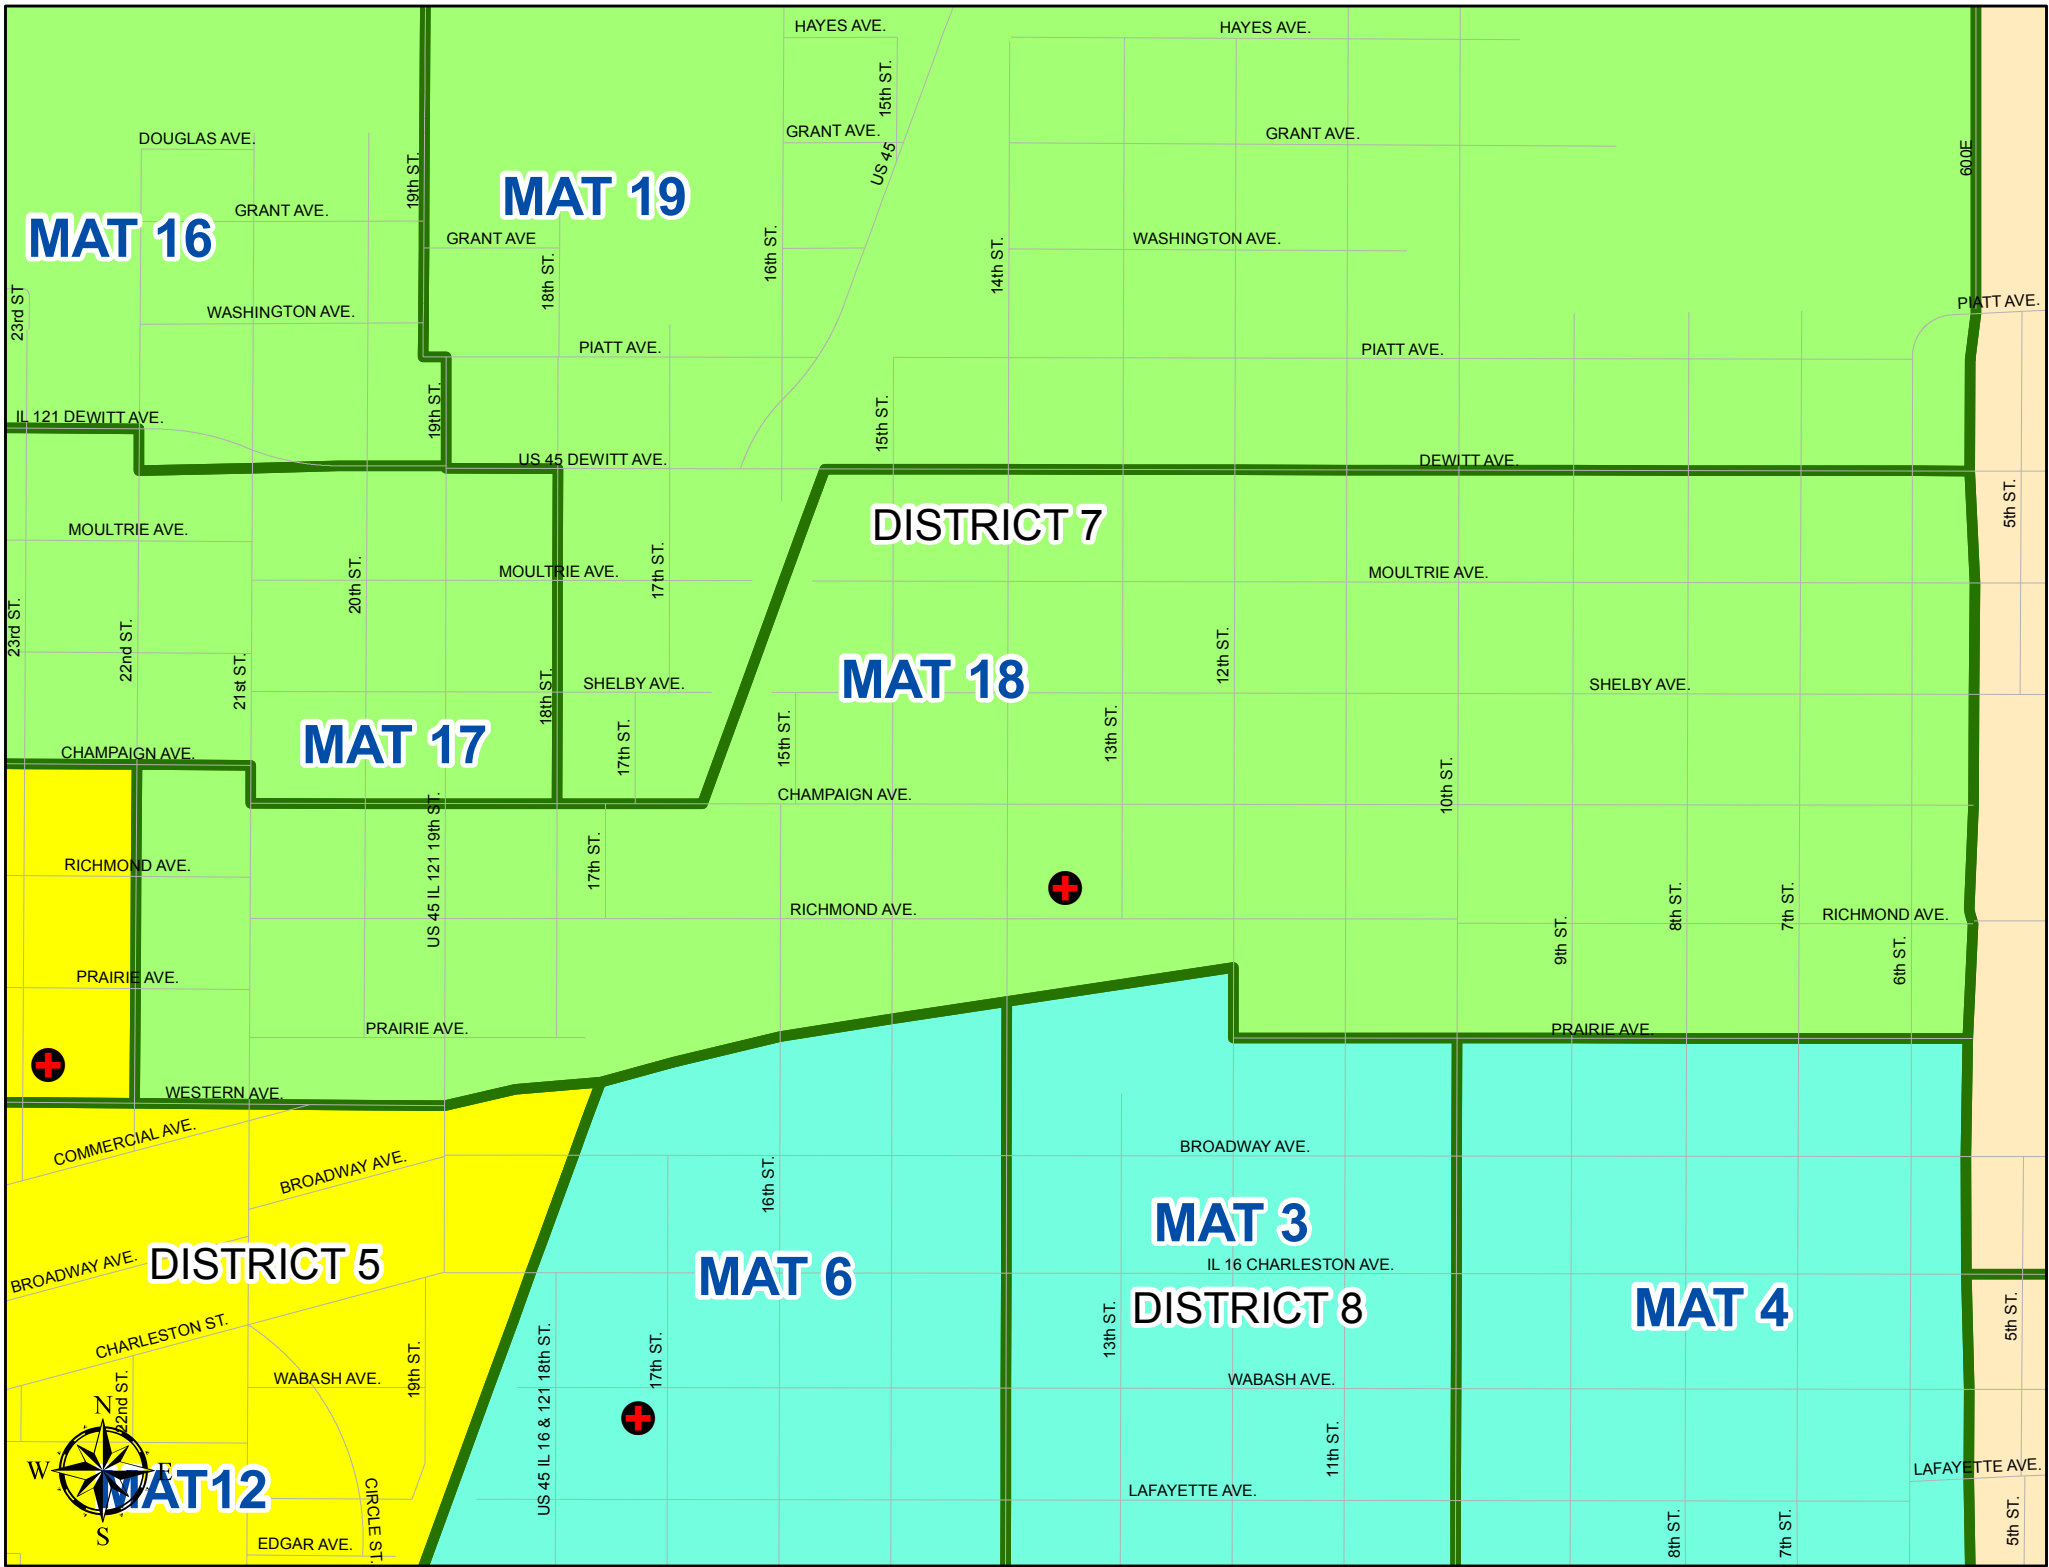 HAYES AVE.
HAYES AVE.
15th ST.
DOUGLAS AVE.
GRANT AVE.
GRANT AVE.
US 45
600E
19th ST.
MAT 19
GRANT AVE.
MAT 16
GRANT AVE
WASHINGTON AVE.
18th ST.
16th ST.
14th ST.
23rd ST
WASHINGTON AVE.
PIATT AVE.
PIATT AVE.
PIATT AVE.
19th ST.
15th ST.
IL 121 DEWITT AVE.
US 45 DEWITT AVE.
DEWITT AVE.
5th ST.
DISTRICT 7
MOULTRIE AVE.
20th ST.
MOULTRIE AVE.
17th ST.
MOULTRIE AVE.
23rd ST.
22nd ST.
21st ST.
18th ST.
SHELBY AVE.
MAT 18
12th ST.
SHELBY AVE.
MAT 17
17th ST.
15th ST.
13th ST.
CHAMPAIGN AVE.
CHAMPAIGN AVE.
10th ST.
RICHMOND AVE.
US 45 IL 121 19th ST.
17th ST.
RICHMOND AVE.
9th ST.
8th ST.
7th ST.
RICHMOND AVE.
6th ST.
PRAIRIE AVE.
PRAIRIE AVE.
PRAIRIE AVE.
WESTERN AVE.
COMMERCIAL AVE.
BROADWAY AVE.
BROADWAY AVE.
16th ST.
MAT 3
BROADWAY AVE.
DISTRICT 5
MAT 6
IL 16 CHARLESTON AVE.
DISTRICT 8
MAT 4
5th ST.
CHARLESTON ST.
13th ST.
22nd ST.
WABASH AVE.
19th ST.
US 45 IL 16 & 121 18th ST.
17th ST.
WABASH AVE.
11th ST.
N
W
E
S
MAT12
LAFAYETTE AVE.
LAFAYETTE AVE.
CIRCLE ST.
EDGAR AVE.
8th ST.
7th ST.
5th ST.